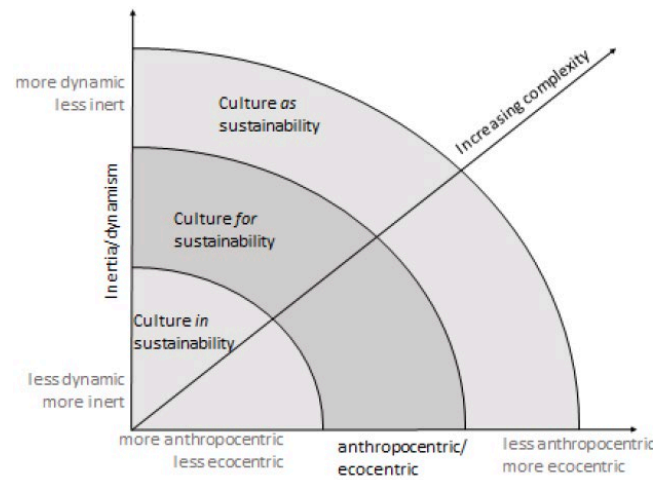 more dynamic
less inert
Culture as
sustainability
Increasing complexity
Inertia/dynamism
Culture for
sustainability
Culture in
sustainability
less dynamic
more inert
more anthropocentric
less ecocentric
anthropocentric/
ecocentric
less anthropocentric
more ecocentric